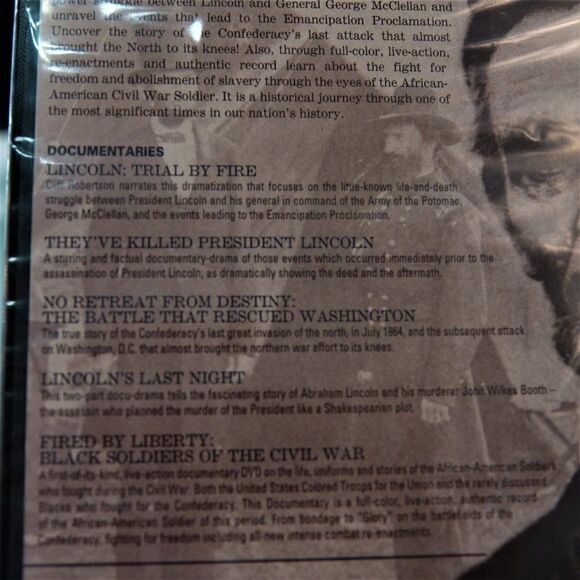 power struggle between Lincoln and General George McClellan and
unravel the events that lead to the Emancipation Proclamation.
Uncover the story of the Confederacy's last attack that almost
brought the North to its knees! Also, through full-color, live-action,
re-enactments and authentic record learn about the fight for
freedom and abolishment of slavery through the eyes of the African-
American Civil War Soldier. It is a historical journey through one of
the most significant times in our nation's history.
DOCUMENTARIES
LINCOLN: TRIAL BY FIRE
Cliff Robertson narrates this dramatization that focuses on the little-known life-and-death
struggle between President Lincoln and his general in command of the Army of the Potomac,
George McClellan, and the events leading to the Emancipation Proclamation.
THEY'VE KILLED PRESIDENT LINCOLN
A stirring and factual documentary-drama of those events which occurred immediately prior to the
assassination of President Lincoln, as dramatically showing the deed and the aftermath.
NO RETREAT FROM DESTINY:
THE BATTLE THAT RESCUED WASHINGTON
The true story of the Confederacy's last great invasion of the north, in July 1864, and the subsequent attack
on Washington, D.C. that almost brought the northern war effort to its knees.
LINCOLN'S LAST NIGHT
This two-part docu-drama tells the fascinating story of Abraham Lincoln and his murderer John Wilkes Booth –
the assassin who planned the murder of the President like a Shakespearian plot.
FIRED BY LIBERTY:
BLACK SOLDIERS OF THE CIVIL WAR
A first-of-its-kind, live-action documentary DVD on the life, uniforms and stories of the African-American Soldiers
who fought during the Civil War. Both the United States Colored Troops for the Union and the rarely discussed
Blacks who fought for the Confederacy. This Documentary is a full-color, live-action, authentic record
of the African-American Soldier of this period. From bondage to "Glory" on the battlefields of the
Confederacy, fighting for freedom including all-new intense combat re-enactments.